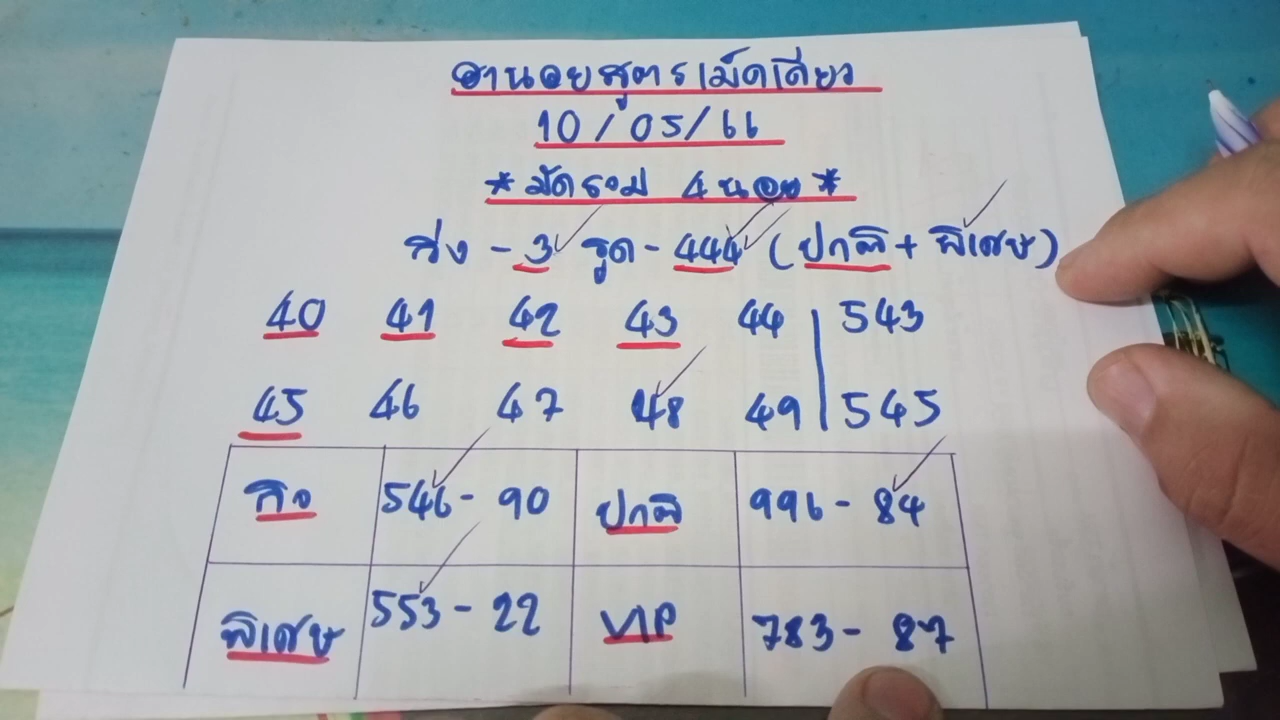 ฮานอยสูตรเม็ดเดียว
10/05/66
*มัดรวม 4นอย*
ส่ง - 3 รูด - 444 (ปกติ + พิเศษ)
40 41 42 43 44 | 543
45 46 47 48 49 | 545
กิจ 546 - 90 ปกติ 996 - 84
พิเศษ 553 - 22 VIP 783 - 87